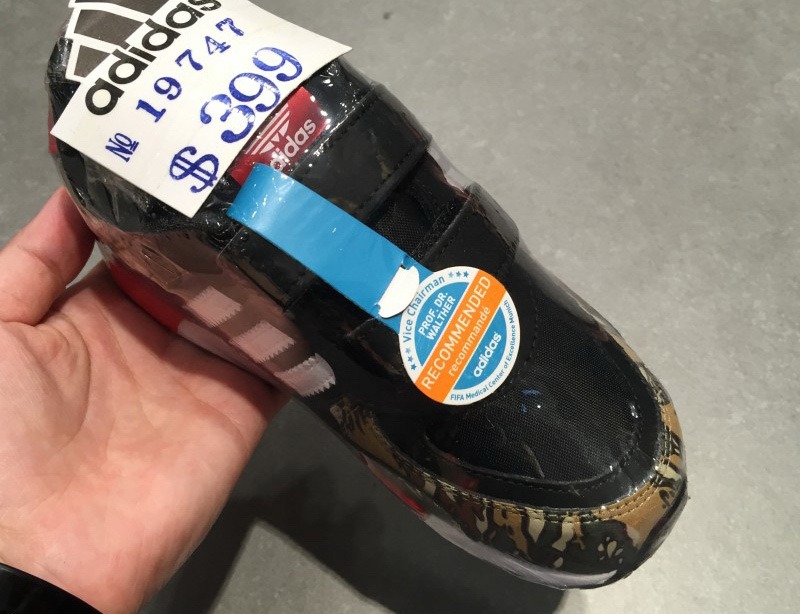 adidas
№ 19747
$399
adidas
Vice Chairman
PROF. DR.
WALTHER
RECOMMENDED
recommandé
adidas
FIFA Medical Center of Excellence Munich